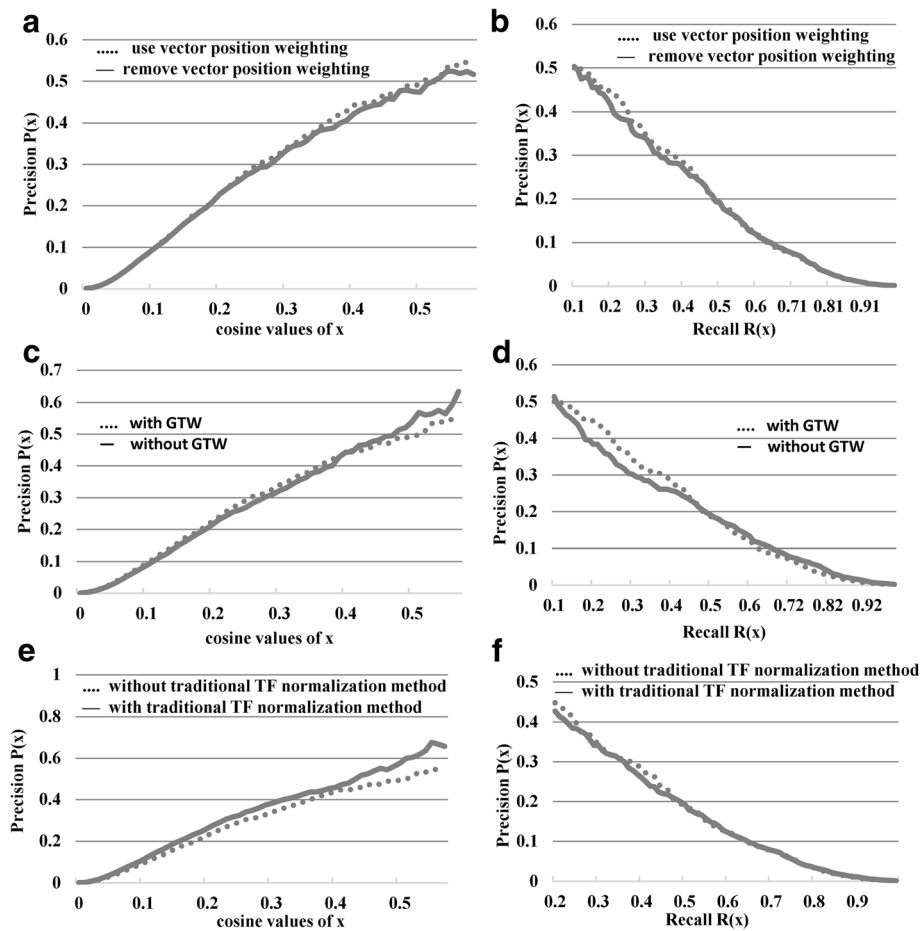 a
..... use vector position weighting
— remove vector position weighting
Precision P(x)
0.6
0.5
0.4
0.3
0.2
0.1
0
0 0.1 0.2 0.3 0.4 0.5
cosine values of x
b
..... use vector position weighting
— remove vector position weighting
Precision P(x)
0.6
0.5
0.4
0.3
0.2
0.1
0
0.1 0.2 0.3 0.4 0.5 0.6 0.71 0.81 0.91
Recall R(x)
c
.... with GTW
— without GTW
Precision P(x)
0.7
0.6
0.5
0.4
0.3
0.2
0.1
0
0 0.1 0.2 0.3 0.4 0.5
cosine values of x
d
.... with GTW
— without GTW
Precision P(x)
0.6
0.5
0.4
0.3
0.2
0.1
0
0.1 0.2 0.3 0.4 0.5 0.61 0.72 0.82 0.92
Recall R(x)
e
.... without traditional TF normalization method
— with traditional TF normalization method
Precision P(x)
1
0.8
0.6
0.4
0.2
0
0 0.1 0.2 0.3 0.4 0.5
cosine values of x
f
.... without traditional TF normalization method
— with traditional TF normalization method
Precision P(x)
0.5
0.4
0.3
0.2
0.1
0
0.2 0.3 0.4 0.5 0.6 0.7 0.8 0.9
Recall R(x)